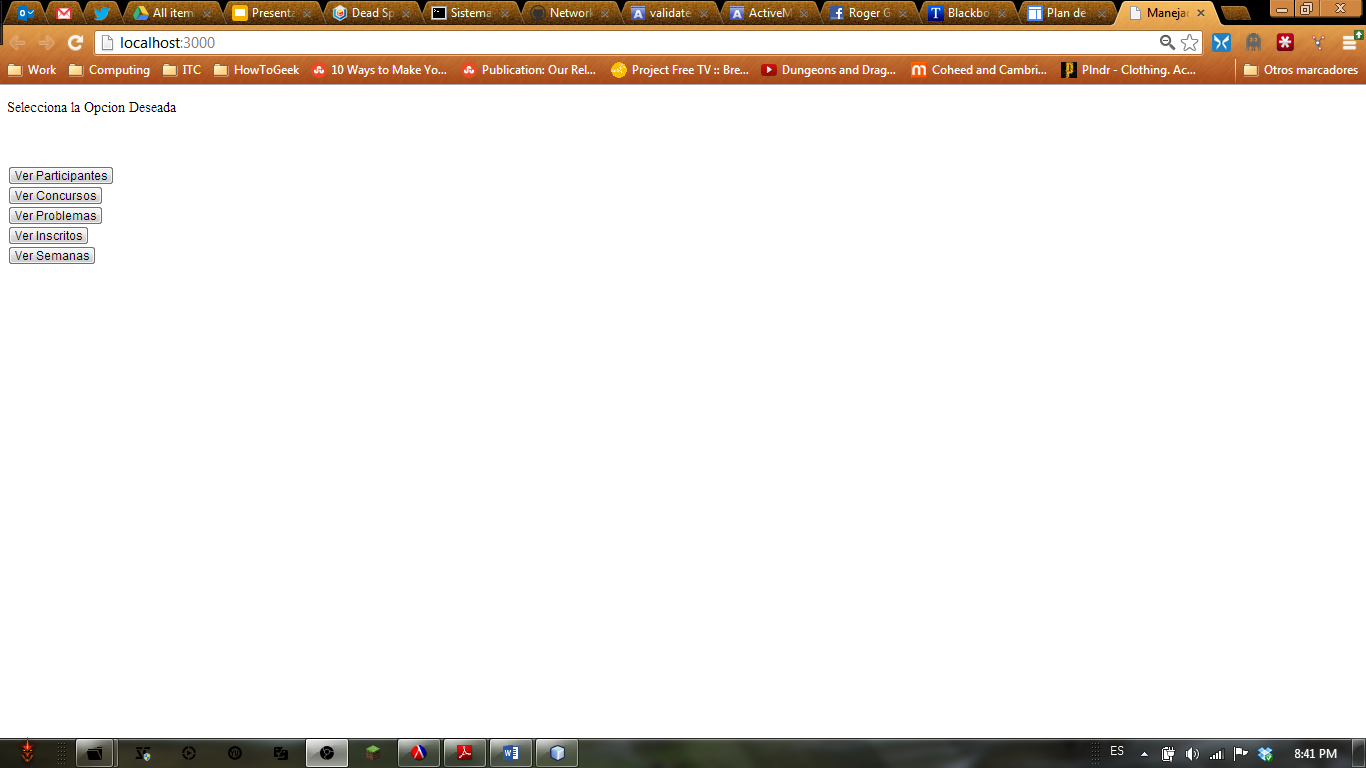 All item
Presenta
Dead Sp
Sistema
Network
validate
ActiveM
Roger G
Blackbo
Plan de
Maneja
localhost:3000
Work
Computing
ITC
HowToGeek
10 Ways to Make Yo...
Publication: Our Rel...
Project Free TV :: Bre...
Dungeons and Drag...
Coheed and Cambri...
Plndr - Clothing. Ac...
Otros marcadores
Selecciona la Opcion Deseada
Ver Participantes
Ver Concursos
Ver Problemas
Ver Inscritos
Ver Semanas
ES
8:41 PM